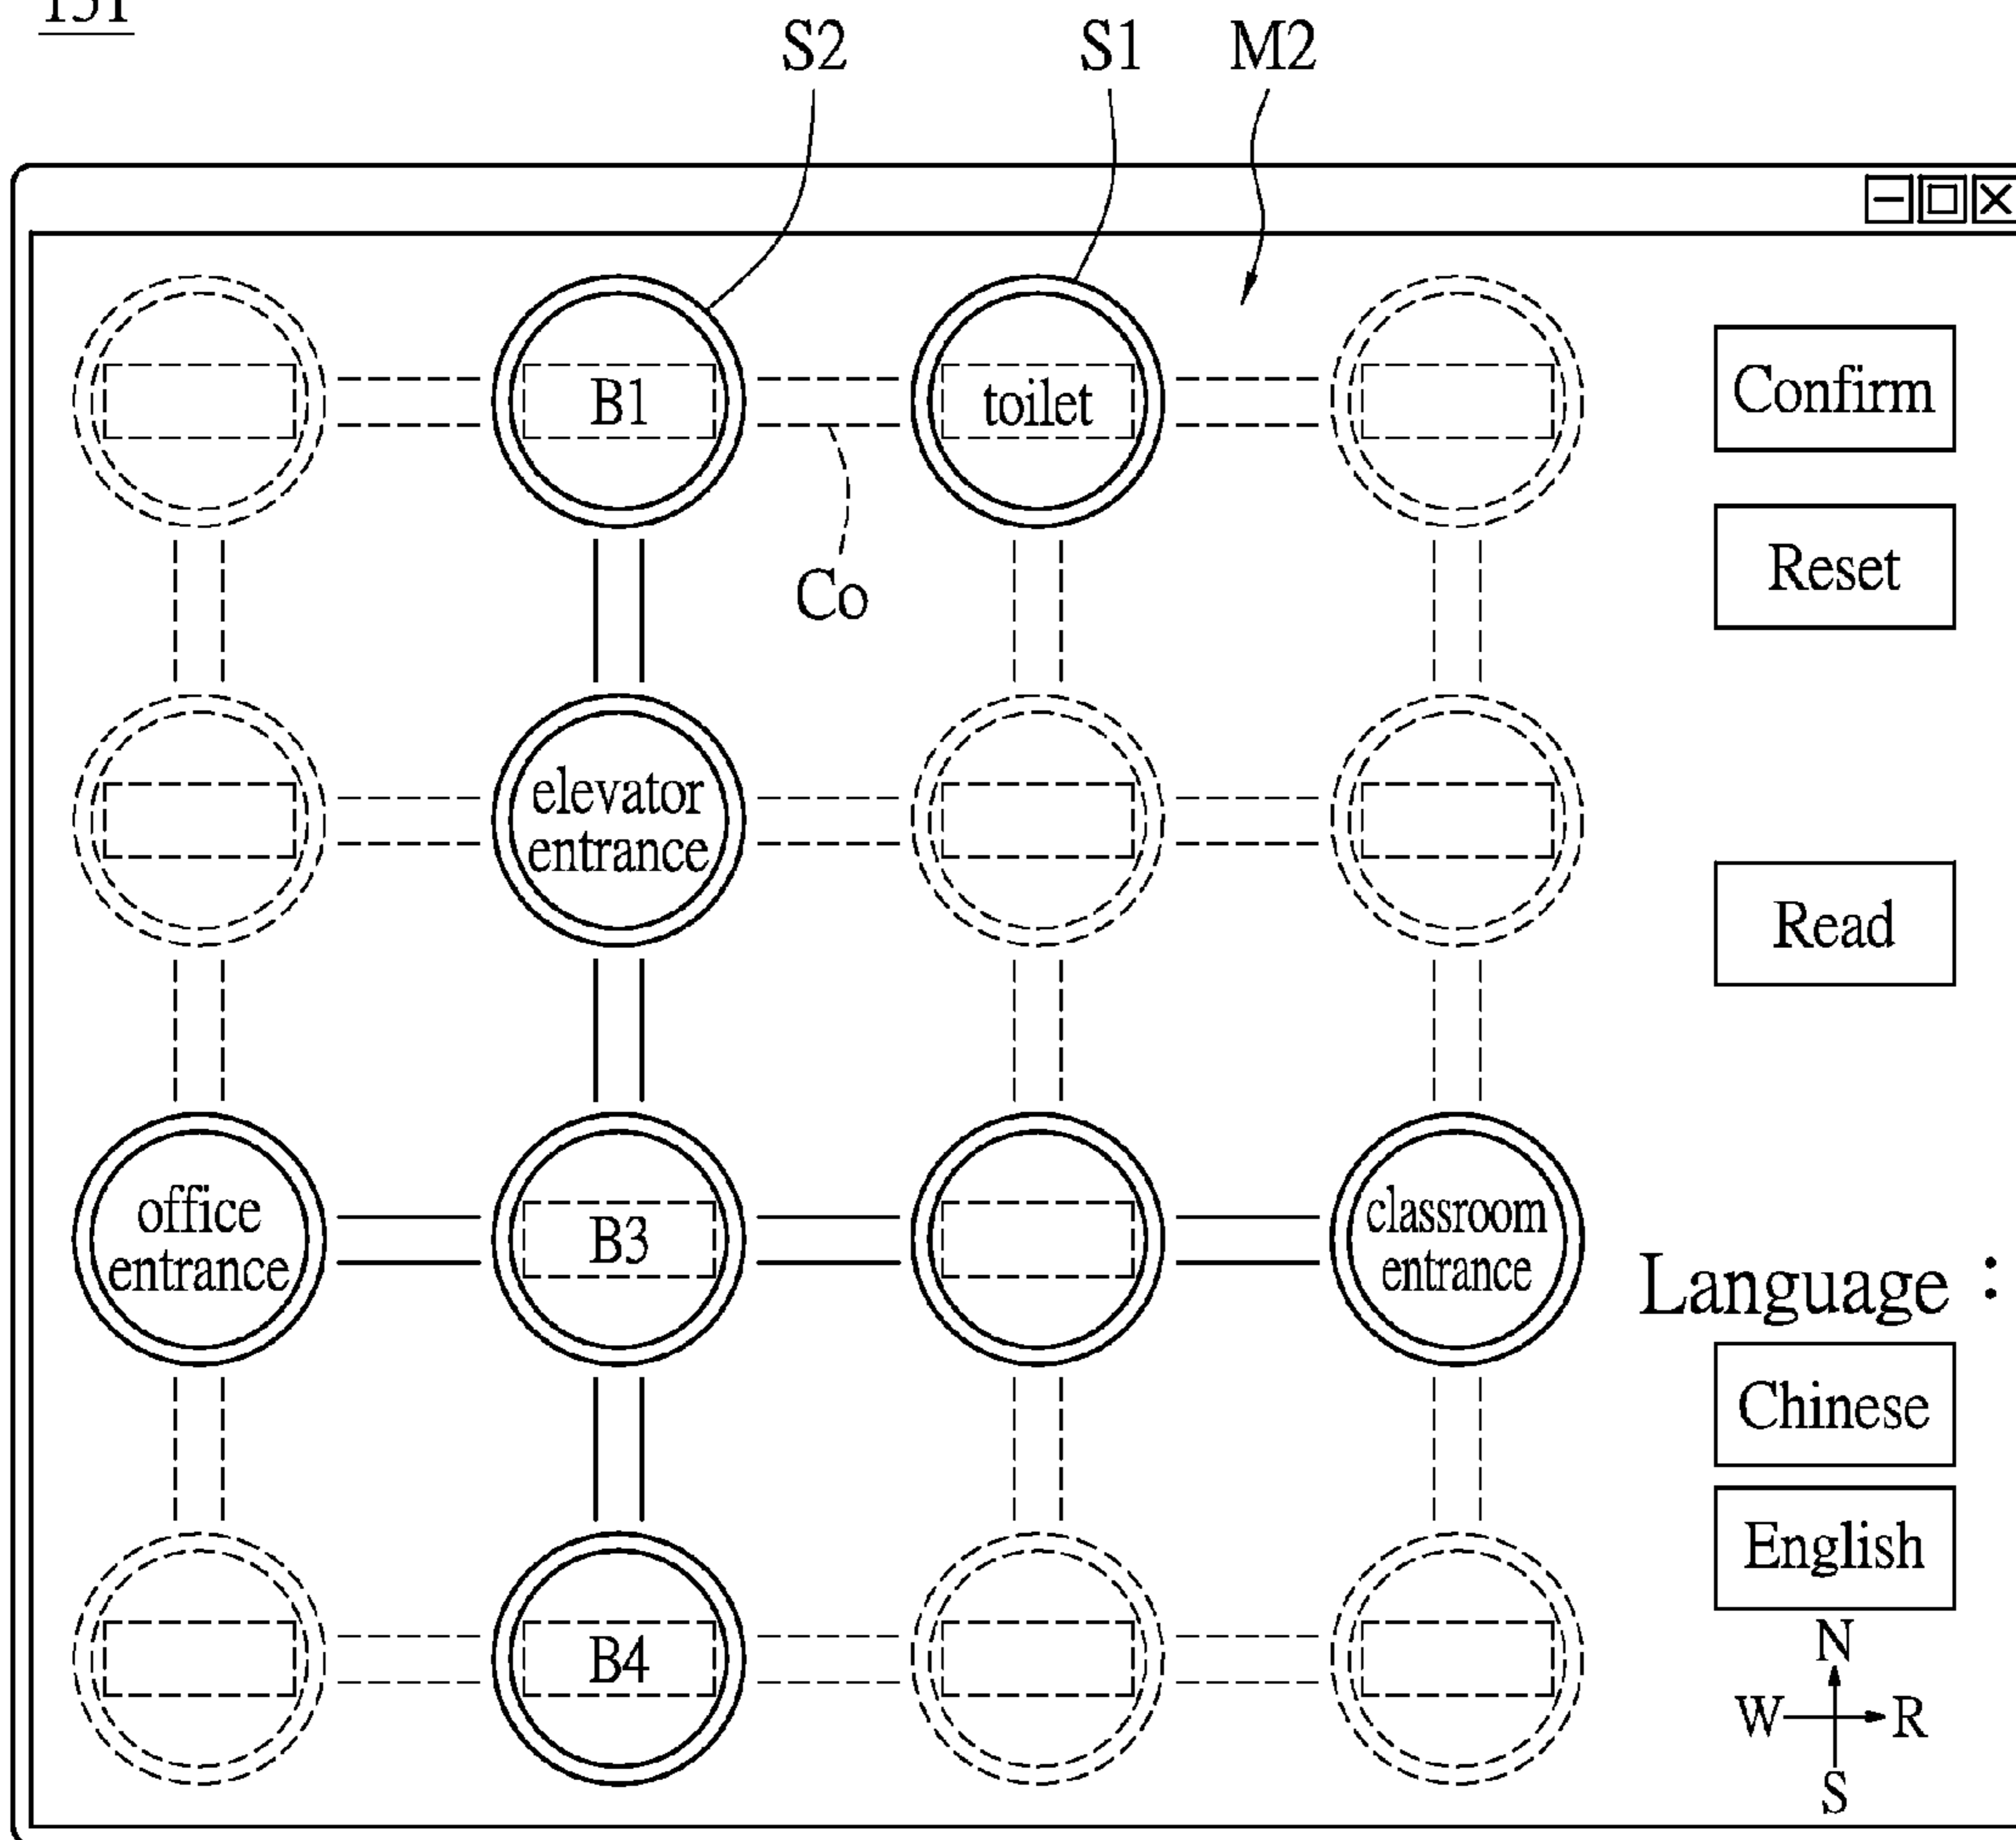 S2 S1 M2
B1 toilet
Confirm
Co
Reset
elevator
entrance
Read
office
entrance
B3
classroom
entrance
Language :
Chinese
English
B4
N
W R
S